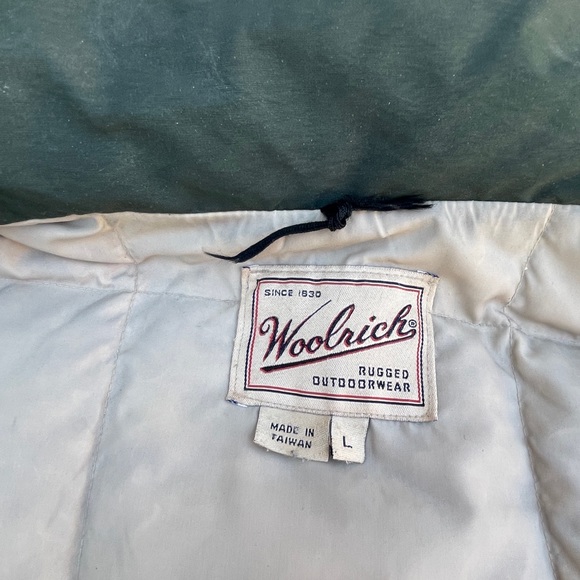 SINCE 1830
Woolrich®
RUGGED
OUTDOORWEAR
MADE IN
TAIWAN
L